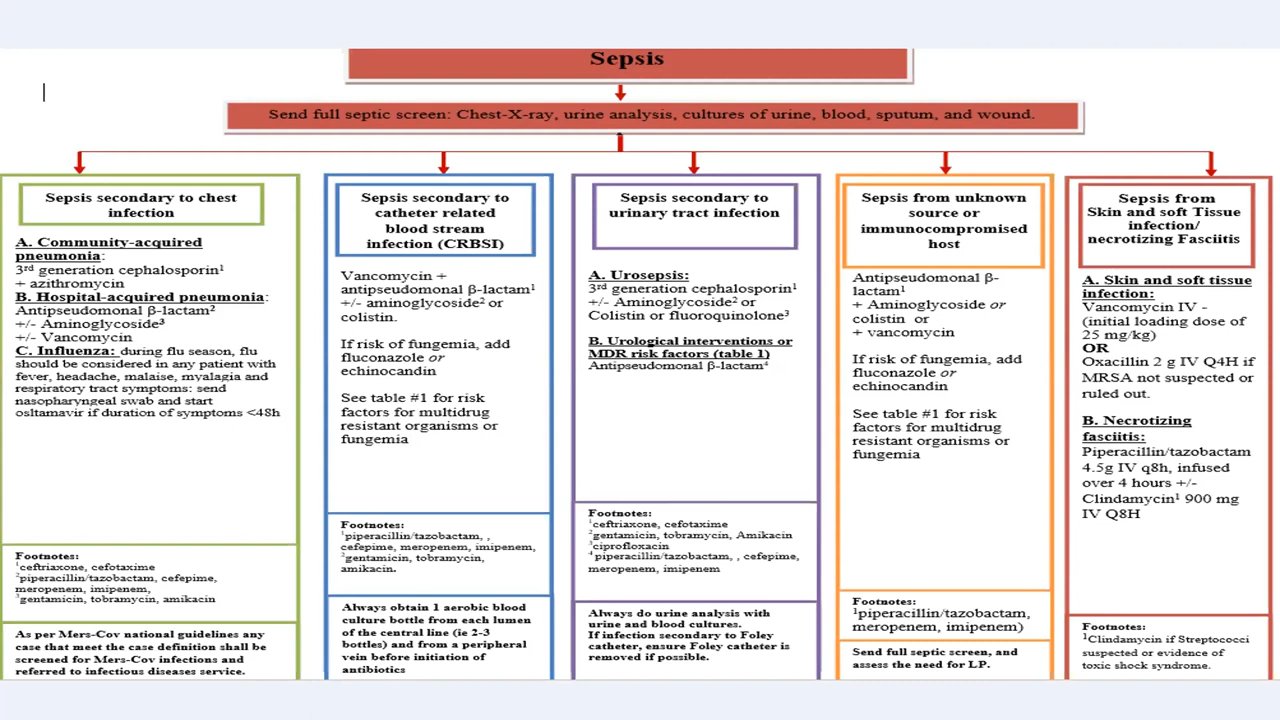 Sepsis
Send full septic screen: Chest-X-ray, urine analysis, cultures of urine, blood, sputum, and wound.
Sepsis secondary to chest
infection
A. Community-acquired
pneumonia:
3rd generation cephalosporin¹
+ azithromycin
B. Hospital-acquired pneumonia:
Antipseudomonal β-lactam²
+/- Aminoglycoside³
+/- Vancomycin
C. Influenza: during flu season, flu
should be considered in any patient with
fever, headache, malaise, myalagia and
respiratory tract symptoms: send
nasopharyngeal swab and start
osltamavir if duration of symptoms <48h
Footnotes:
¹ceftriaxone, cefotaxime
²piperacillin/tazobactam, cefepime,
meropenem, imipenem,
³gentamicin, tobramycin, amikacin
As per Mers-Cov national guidelines any
case that meet the case definition shall be
screened for Mers-Cov infections and
referred to infectious diseases service.
Sepsis secondary to
catheter related
blood stream
infection (CRBSI)
Vancomycin +
antipseudomonal β-lactam¹
+/- aminoglycoside² or
colistin.
If risk of fungemia, add
fluconazole or
echinocandin
See table #1 for risk
factors for multidrug
resistant organisms or
fungemia
Footnotes:
¹piperacillin/tazobactam, ,
cefepime, meropenem, imipenem,
²gentamicin, tobramycin,
amikacin.
Always obtain 1 aerobic blood
culture bottle from each lumen
of the central line (ie 2-3
bottles) and from a peripheral
vein before initiation of
antibiotics
Sepsis secondary to
urinary tract infection
A. Urosepsis:
3rd generation cephalosporin¹
+/- Aminoglycoside² or
Colistin or fluoroquinolone³
B. Urological interventions or
MDR risk factors (table 1)
Antipseudomonal β-lactam⁴
Footnotes:
¹ceftriaxone, cefotaxime
²gentamicin, tobramycin, Amikacin
³ciprofloxacin
⁴piperacillin/tazobactam, , cefepime,
meropenem, imipenem
Always do urine analysis with
urine and blood cultures.
If infection secondary to Foley
catheter, ensure Foley catheter is
removed if possible.
Sepsis from unknown
source or
immunocompromised
host
Antipseudomonal β-
lactam¹
+ Aminoglycoside or
colistin or
+ vancomycin
If risk of fungemia, add
fluconazole or
echinocandin
See table #1 for risk
factors for multidrug
resistant organisms or
fungemia
Footnotes:
¹piperacillin/tazobactam,
meropenem, imipenem)
Send full septic screen, and
assess the need for LP.
Sepsis from
Skin and soft Tissue
infection/
necrotizing Fasciitis
A. Skin and soft tissue
infection:
Vancomycin IV -
(initial loading dose of
25 mg/kg)
OR
Oxacillin 2 g IV Q4H if
MRSA not suspected or
ruled out.
B. Necrotizing
fasciitis:
Piperacillin/tazobactam
4.5g IV q8h, infused
over 4 hours +/-
Clindamycin¹ 900 mg
IV Q8H
Footnotes:
¹Clindamycin if Streptococci
suspected or evidence of
toxic shock syndrome.